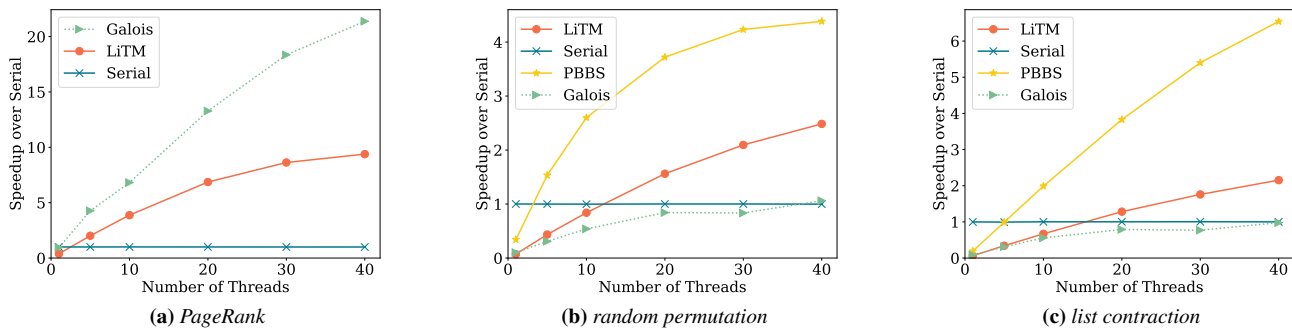 Speedup over Serial
20
15
10
5
0
Galois
LiTM
Serial
0 10 20 30 40
Number of Threads
(a) PageRank
Speedup over Serial
4
3
2
1
0
LiTM
Serial
PBBS
Galois
0 10 20 30 40
Number of Threads
(b) random permutation
Speedup over Serial
6
5
4
3
2
1
0
LiTM
Serial
PBBS
Galois
0 10 20 30 40
Number of Threads
(c) list contraction